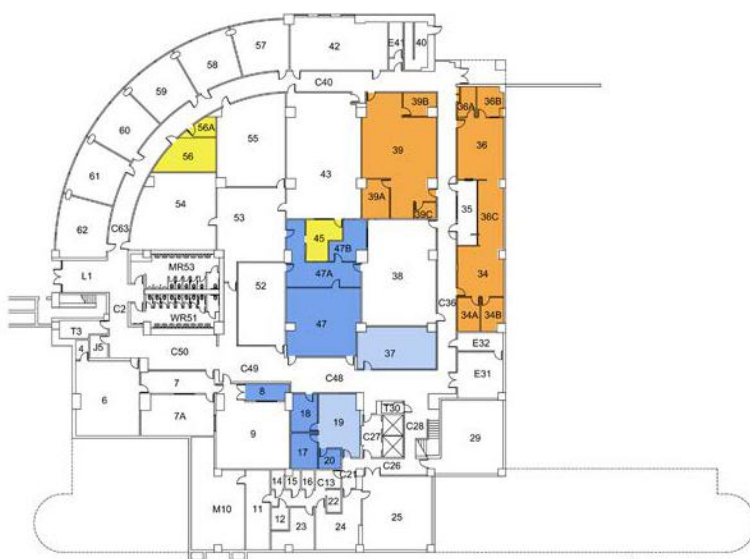 57
42
E41
40
58
C40
59
39B
36A
36B
60
56A
55
39
36
56
43
61
39A
35
36C
54
53
39C
62
C63
45
47B
38
34
L1
MR53
47A
52
C36
C2
WR51
47
34A
34B
T3
J5
C50
37
E32
4
C49
C48
E31
6
7
8
T30
7A
9
18
19
C27
C28
29
17
20
C26
C21
14
15
16
C13
M10
11
22
12
23
24
25